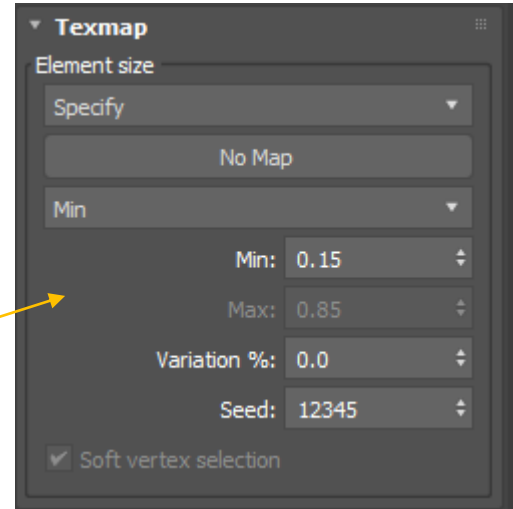 Texmap
Element size
Specify
No Map
Min
Min: 0.15
Max: 0.85
Variation %: 0.0
Seed: 12345
Soft vertex selection